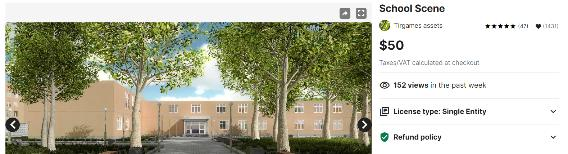 School Scene
Tirgames assets
★★★★★ (47)
(1431)
$50
Taxes/VAT calculated at checkout
152 views in the past week
License type: Single Entity
Refund policy